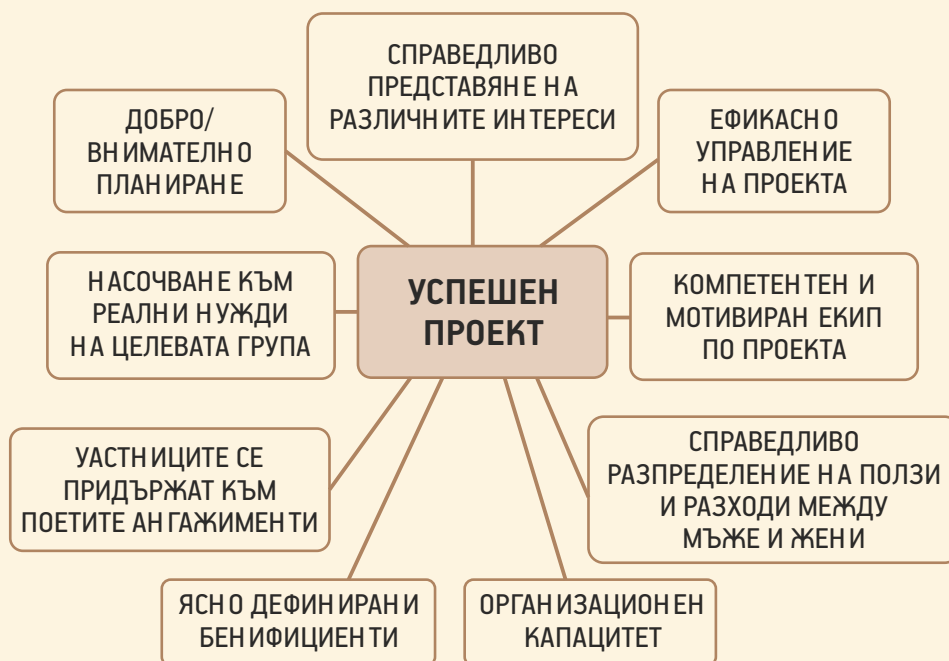 СПРАВЕДЛИВО
ПРЕДСТАВЯНЕ НА
РАЗЛИЧНИТЕ ИНТЕРЕСИ
ДОБРО/
ВНИМАТЕЛНО
ПЛАНИРАНЕ
ЕФИКАСНО
УПРАВЛЕНИЕ
НА ПРОЕКТА
НАСОЧВАНЕ КЪМ
РЕАЛНИ НУЖДИ
НА ЦЕЛЕВАТА ГРУПА
УСПЕШЕН
ПРОЕКТ
КОМПЕТЕНТЕН И
МОТИВИРАН ЕКИП
ПО ПРОЕКТА
УАСТНИЦИТЕ СЕ
ПРИДЪРЖАТ КЪМ
ПОЕТИТЕ АНГАЖИМЕНТИ
СПРАВЕДЛИВО
РАЗПРЕДЕЛЕНИЕ НА ПОЛЗИ
И РАЗХОДИ МЕЖДУ
МЪЖЕ И ЖЕНИ
ЯСНО ДЕФИНИРАНИ
БЕНИФИЦИЕНТИ
ОРГАНИЗАЦИОНЕН
КАПАЦИТЕТ